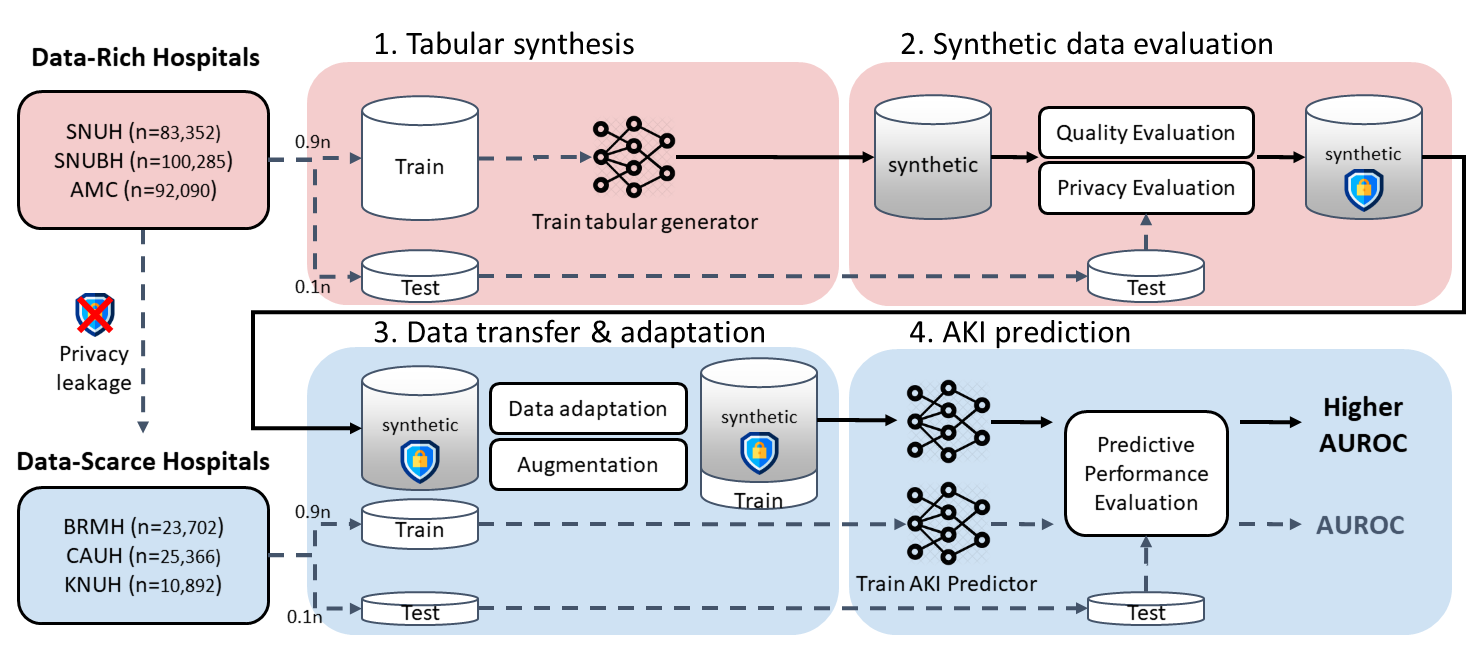 Data-Rich Hospitals
SNUH (n=83,352)
SNUBH (n=100,285)
AMC (n=92,090)
Privacy
leakage
Data-Scarce Hospitals
BRMH (n=23,702)
CAUH (n=25,366)
KNUH (n=10,892)
1. Tabular synthesis
0.9n
Train
Train tabular generator
0.1n
Test
2. Synthetic data evaluation
synthetic
Quality Evaluation
Privacy Evaluation
synthetic
Test
3. Data transfer & adaptation
synthetic
Data adaptation
Augmentation
synthetic
Train
0.9n
Train
0.1n
Test
4. AKI prediction
Train AKI Predictor
Predictive
Performance
Evaluation
Higher
AUROC
AUROC
Test